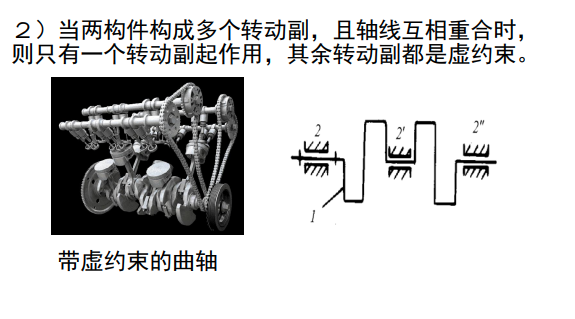 2）当两构件构成多个转动副，且轴线互相重合时，
则只有一个转动副起作用，其余转动副都是虚约束。
2
2'
2"
1
带虚约束的曲轴